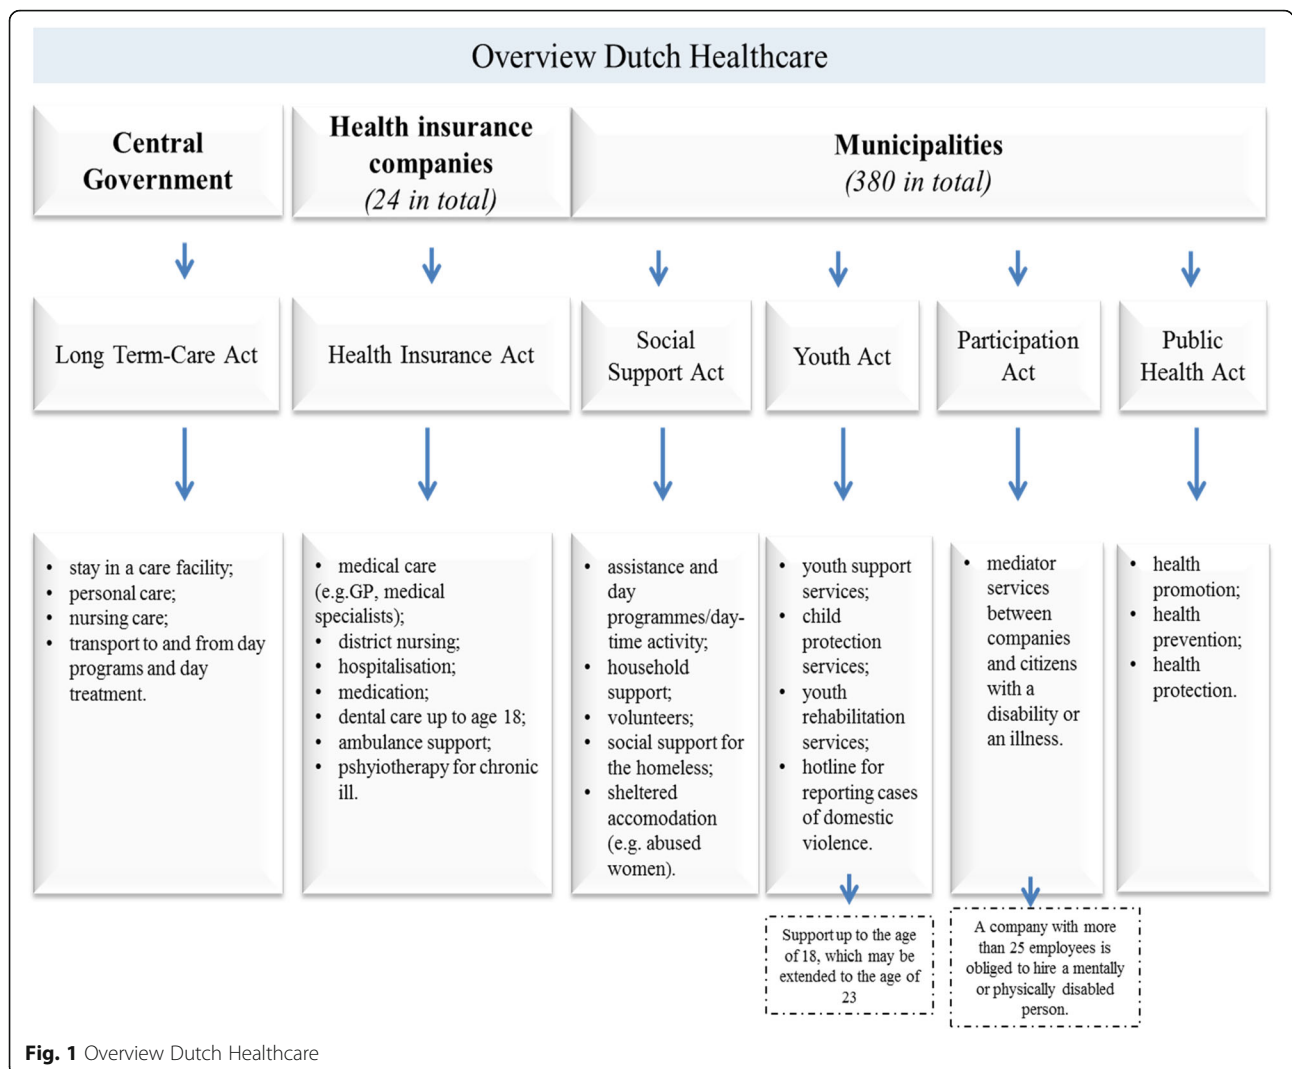 Overview Dutch Healthcare
Central
Government
Health insurance
companies
(24 in total)
Municipalities
(380 in total)
Long Term-Care Act
Health Insurance Act
Social
Support Act
Youth Act
Participation
Act
Public
Health Act
• stay in a care facility;
• personal care;
• nursing care;
• transport to and from day
programs and day
treatment.
• medical care
(e.g.GP, medical
specialists);
• district nursing;
• hospitalisation;
• medication;
• dental care up to age 18;
• ambulance support;
• pshyiotherapy for chronic
ill.
• assistance and
day
programmes/day-
time activity;
• household
support;
• volunteers;
• social support for
the homeless;
• sheltered
accomodation
(e.g. abused
women).
• youth support
services;
• child
protection
services;
• youth
rehabilitation
services;
• hotline for
reporting cases
of domestic
violence.
• mediator
services
between
companies
and citizens
with a
disability or
an illness.
• health
promotion;
• health
prevention;
• health
protection.
Support up to the age
of 18, which may be
extended to the age of
23
A company with more
than 25 employees is
obliged to hire a mentally
or physically disabled
person.
Fig. 1 Overview Dutch Healthcare